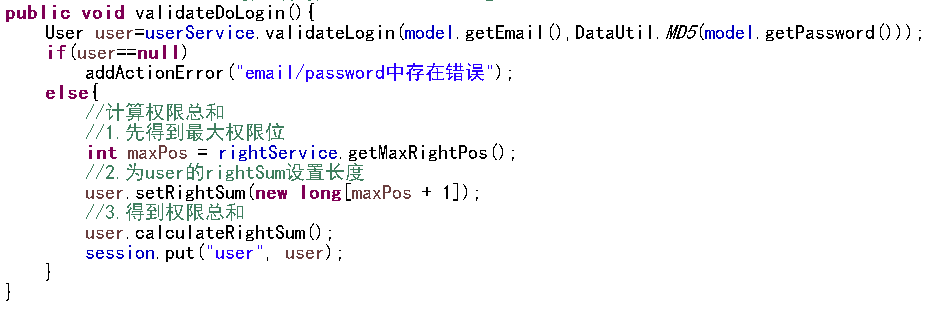 public void validateDoLogin(){
    User user=userService.validateLogin(model.getEmail(),DataUtil.MD5(model.getPassword()));
    if(user==null)
        addActionError("email/password中存在错误");
    else{
        //计算权限总和
        //1.先得到最大权限位
        int maxPos = rightService.getMaxRightPos();
        //2.为user的rightSum设置长度
        user.setRightSum(new long[maxPos + 1]);
        //3.得到权限总和
        user.calculateRightSum();
        session.put("user", user);
    }
}